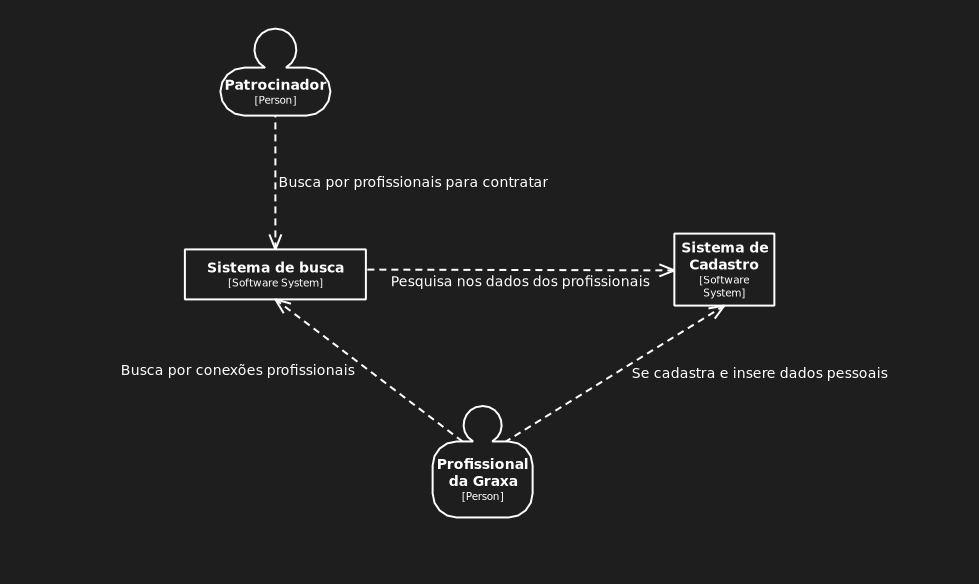 Patrocinador
[Person]
Busca por profissionais para contratar
Sistema de busca
[Software System]
Pesquisa nos dados dos profissionais
Sistema de
Cadastro
[Software
System]
Busca por conexões profissionais
Se cadastra e insere dados pessoais
Profissional
da Graxa
[Person]